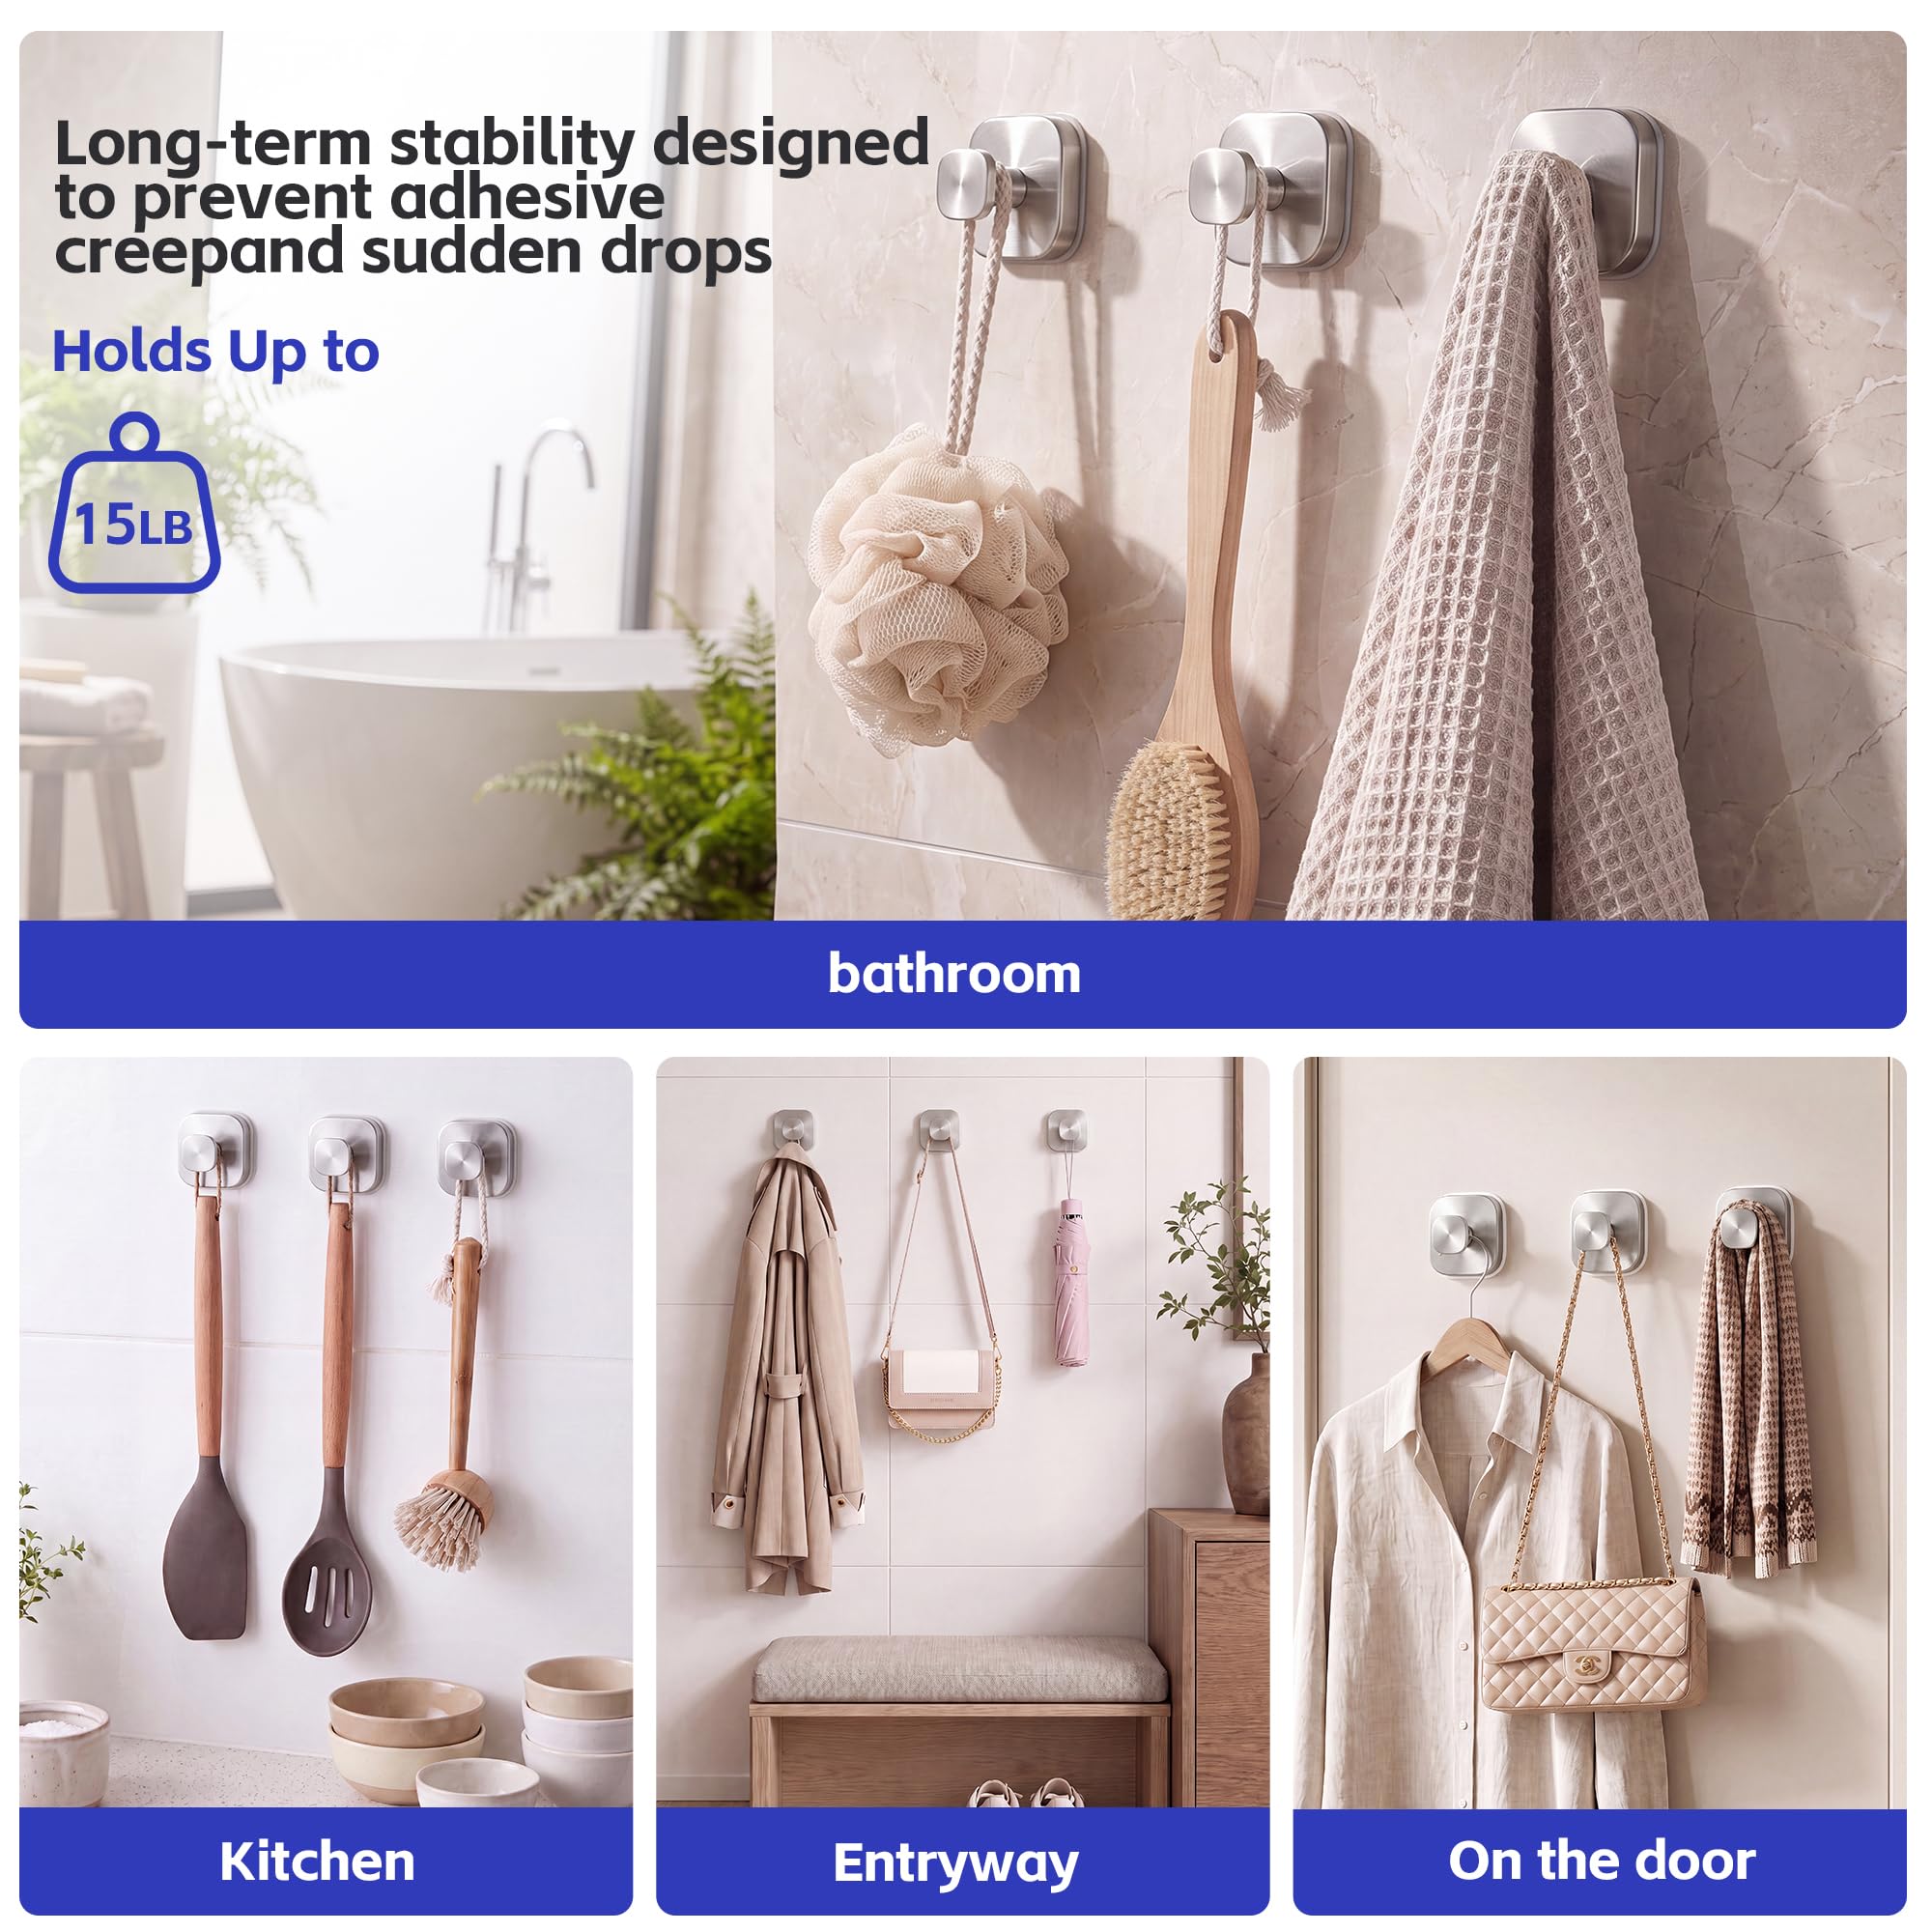 Long-term stability designed
to prevent adhesive
creepand sudden drops
Holds Up to
15LB
bathroom
Kitchen
Entryway
On the door